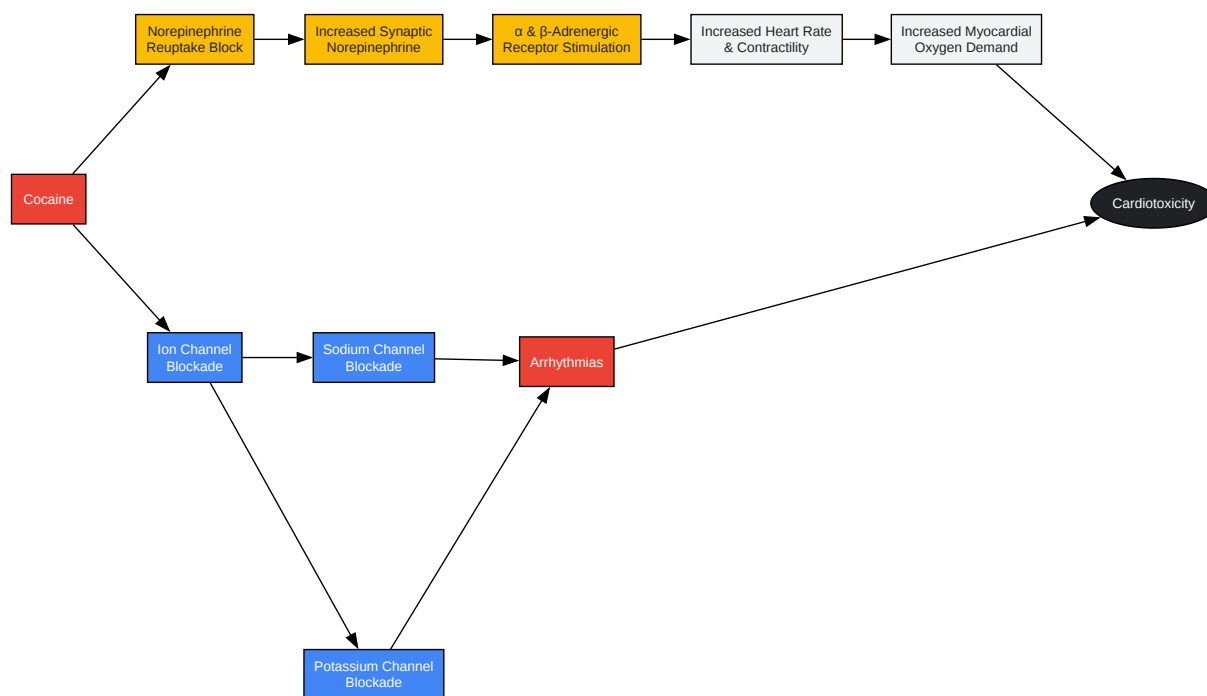 Norepinephrine
Reuptake Block
Increased Synaptic
Norepinephrine
α & β-Adrenergic
Receptor Stimulation
Increased Heart Rate
& Contractility
Increased Myocardial
Oxygen Demand
Cocaine
Cardiotoxicity
Ion Channel
Blockade
Sodium Channel
Blockade
Arrhythmias
Potassium Channel
Blockade